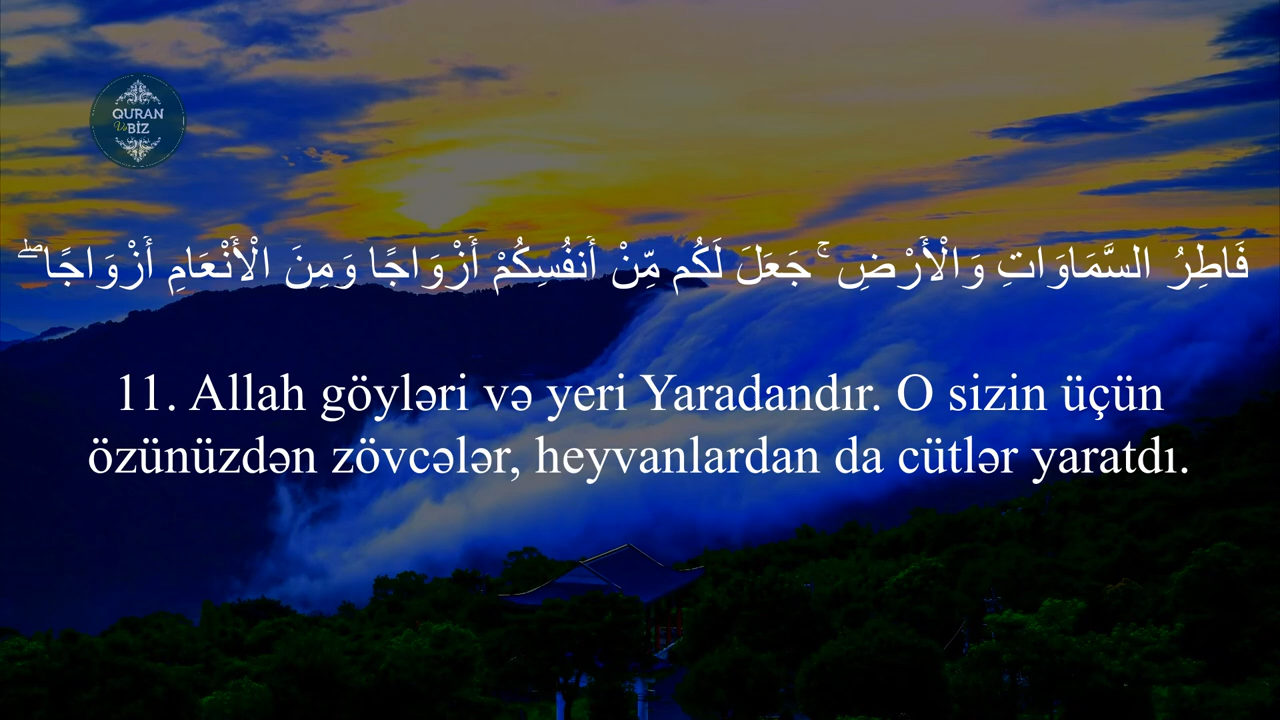 QURAN
Və BİZ
فَاطِرُ السَّمَاوَاتِ وَالْأَرْضِ ۚ جَعَلَ لَكُم مِّنْ أَنفُسِكُمْ أَزْوَاجًا وَمِنَ الْأَنْعَامِ أَزْوَاجًا ۖ
11. Allah göyləri və yeri Yaradandır. O sizin üçün
özünüzdən zövcələr, heyvanlardan da cütlər yaratdı.